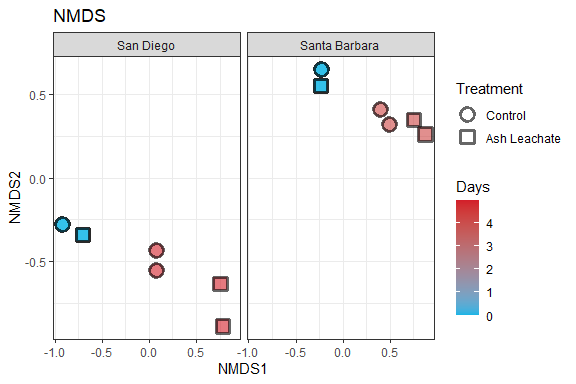 NMDS
San Diego
Santa Barbara
NMDS2
0.5
0.0
-0.5
-1.0 -0.5 0.0 0.5
-1.0 -0.5 0.0 0.5
NMDS1
Treatment
Control
Ash Leachate
Days
4
3
2
1
0